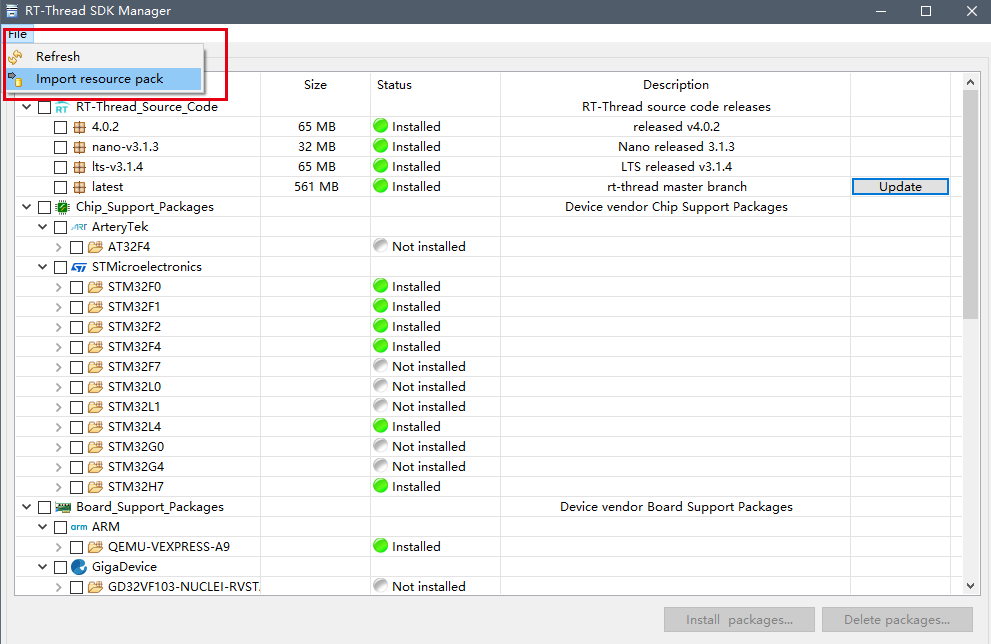 RT-Thread SDK Manager
File
Refresh
Import resource pack
Size Status Description
RT-Thread_Source_Code RT-Thread source code releases
4.0.2 65 MB Installed released v4.0.2
nano-v3.1.3 32 MB Installed Nano released 3.1.3
lts-v3.1.4 65 MB Installed LTS released v3.1.4
latest 561 MB Installed rt-thread master branch Update
Chip_Support_Packages Device vendor Chip Support Packages
ArteryTek
AT32F4 Not installed
STMicroelectronics
STM32F0 Installed
STM32F1 Installed
STM32F2 Installed
STM32F4 Installed
STM32F7 Not installed
STM32L0 Not installed
STM32L1 Not installed
STM32L4 Installed
STM32G0 Not installed
STM32G4 Not installed
STM32H7 Installed
Board_Support_Packages Device vendor Board Support Packages
arm ARM
QEMU-VEXPRESS-A9 Installed
GigaDevice
GD32VF103-NUCLEI-RVST. Not installed
Install packages... Delete packages...